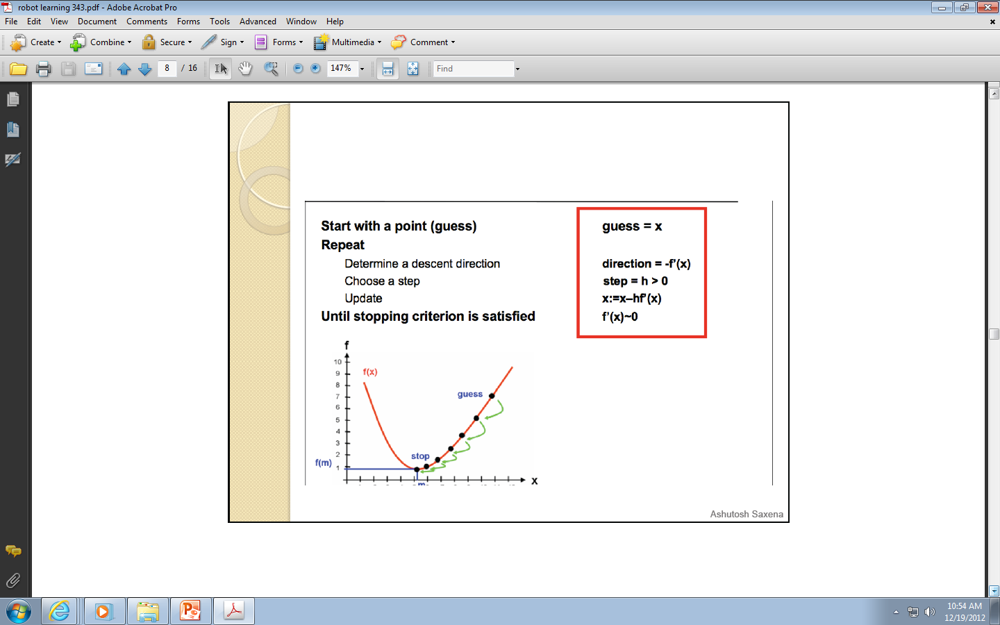 robot learning 343.pdf - Adobe Acrobat Pro
File Edit View Document Comments Forms Tools Advanced Window Help
Create Combine Secure Sign Forms Multimedia Comment
8 / 16 147% Find
Start with a point (guess) guess = x
Repeat
Determine a descent direction direction = -f’(x)
Choose a step step = h > 0
Update x:=x–hf’(x)
Until stopping criterion is satisfied f’(x)~0
f
10
f(x)
9
8
guess
7
6
5
4
3
2
stop
f(m)
1
x
m
Ashutosh Saxena
10:54 AM
12/19/2012